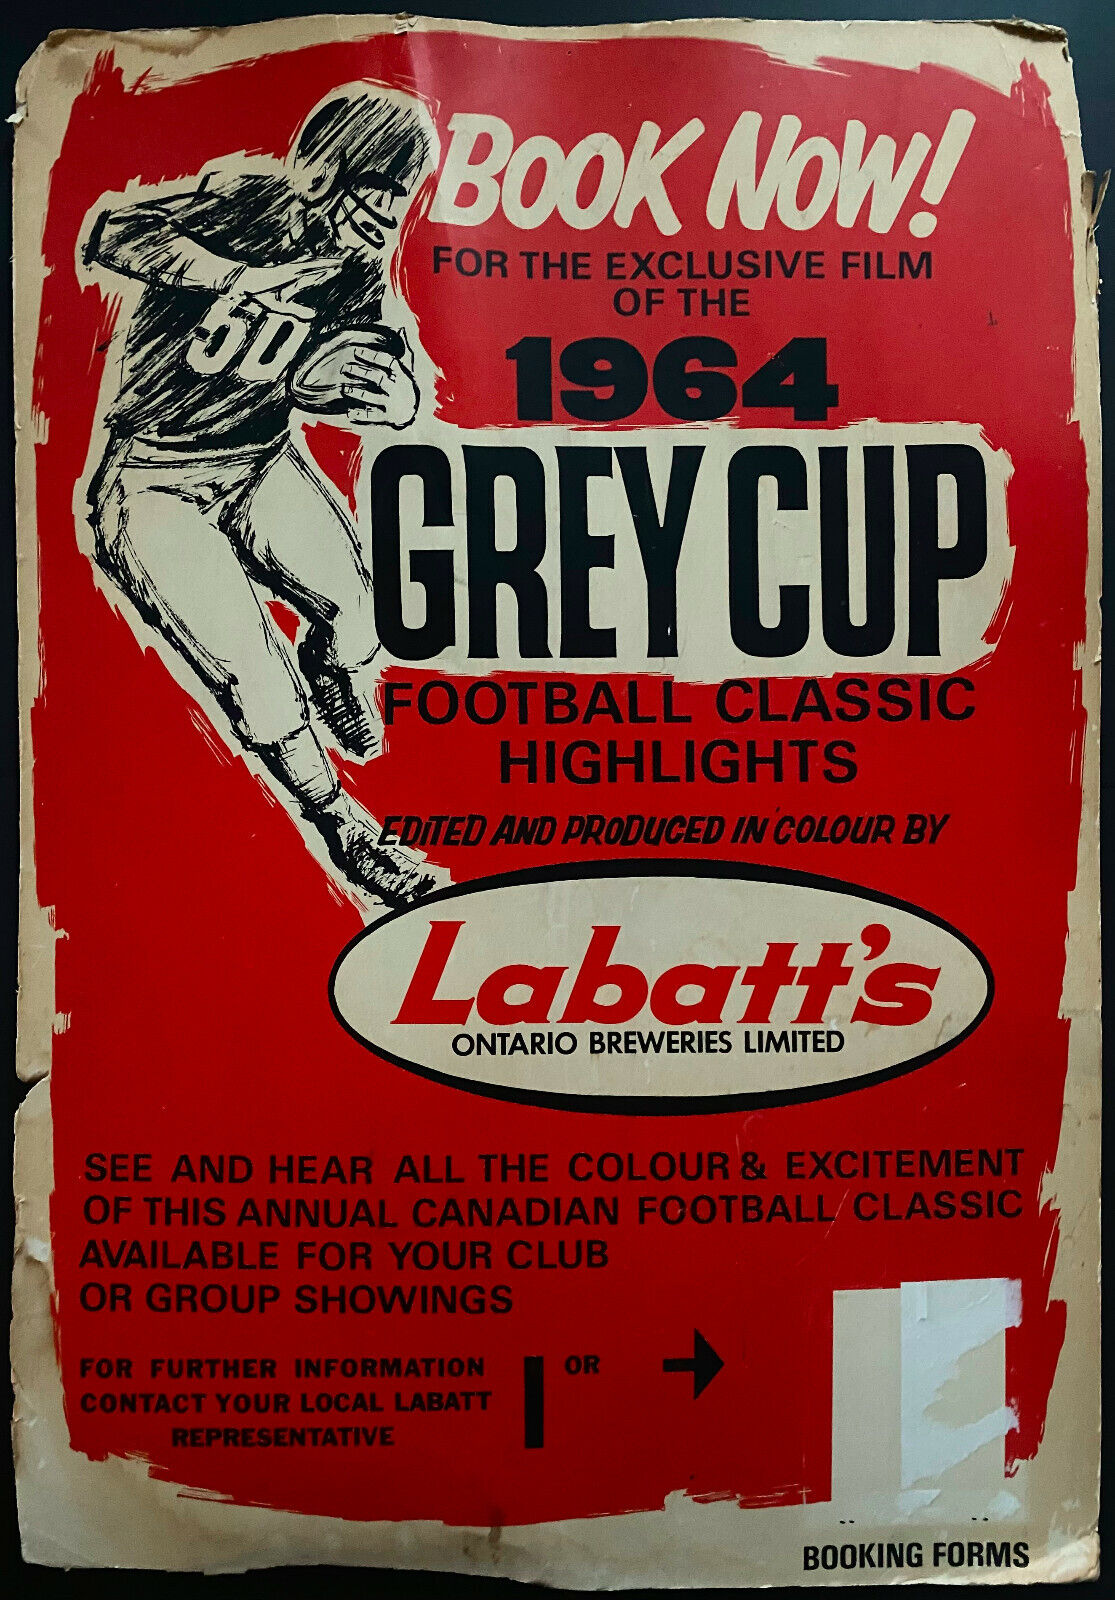 BOOK NOW!
FOR THE EXCLUSIVE FILM
OF THE
1964
GREY CUP
FOOTBALL CLASSIC
HIGHLIGHTS
EDITED AND PRODUCED IN COLOUR BY
Labatt's
ONTARIO BREWERIES LIMITED
50
SEE AND HEAR ALL THE COLOUR & EXCITEMENT
OF THIS ANNUAL CANADIAN FOOTBALL CLASSIC
AVAILABLE FOR YOUR CLUB
OR GROUP SHOWINGS
FOR FURTHER INFORMATION
CONTACT YOUR LOCAL LABATT
REPRESENTATIVE
OR
BOOKING FORMS